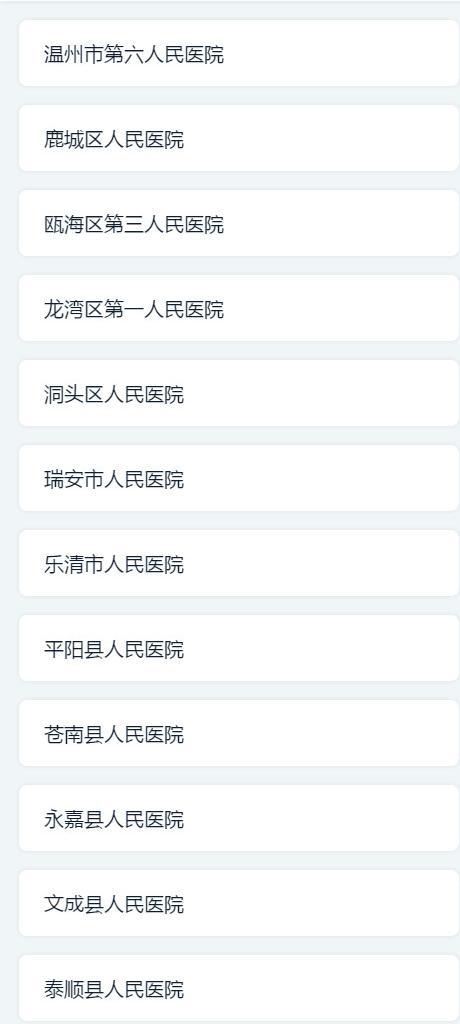 温州市第六人民医院
鹿城区人民医院
瓯海区第三人民医院
龙湾区第一人民医院
洞头区人民医院
瑞安市人民医院
乐清市人民医院
平阳县人民医院
苍南县人民医院
永嘉县人民医院
文成县人民医院
泰顺县人民医院